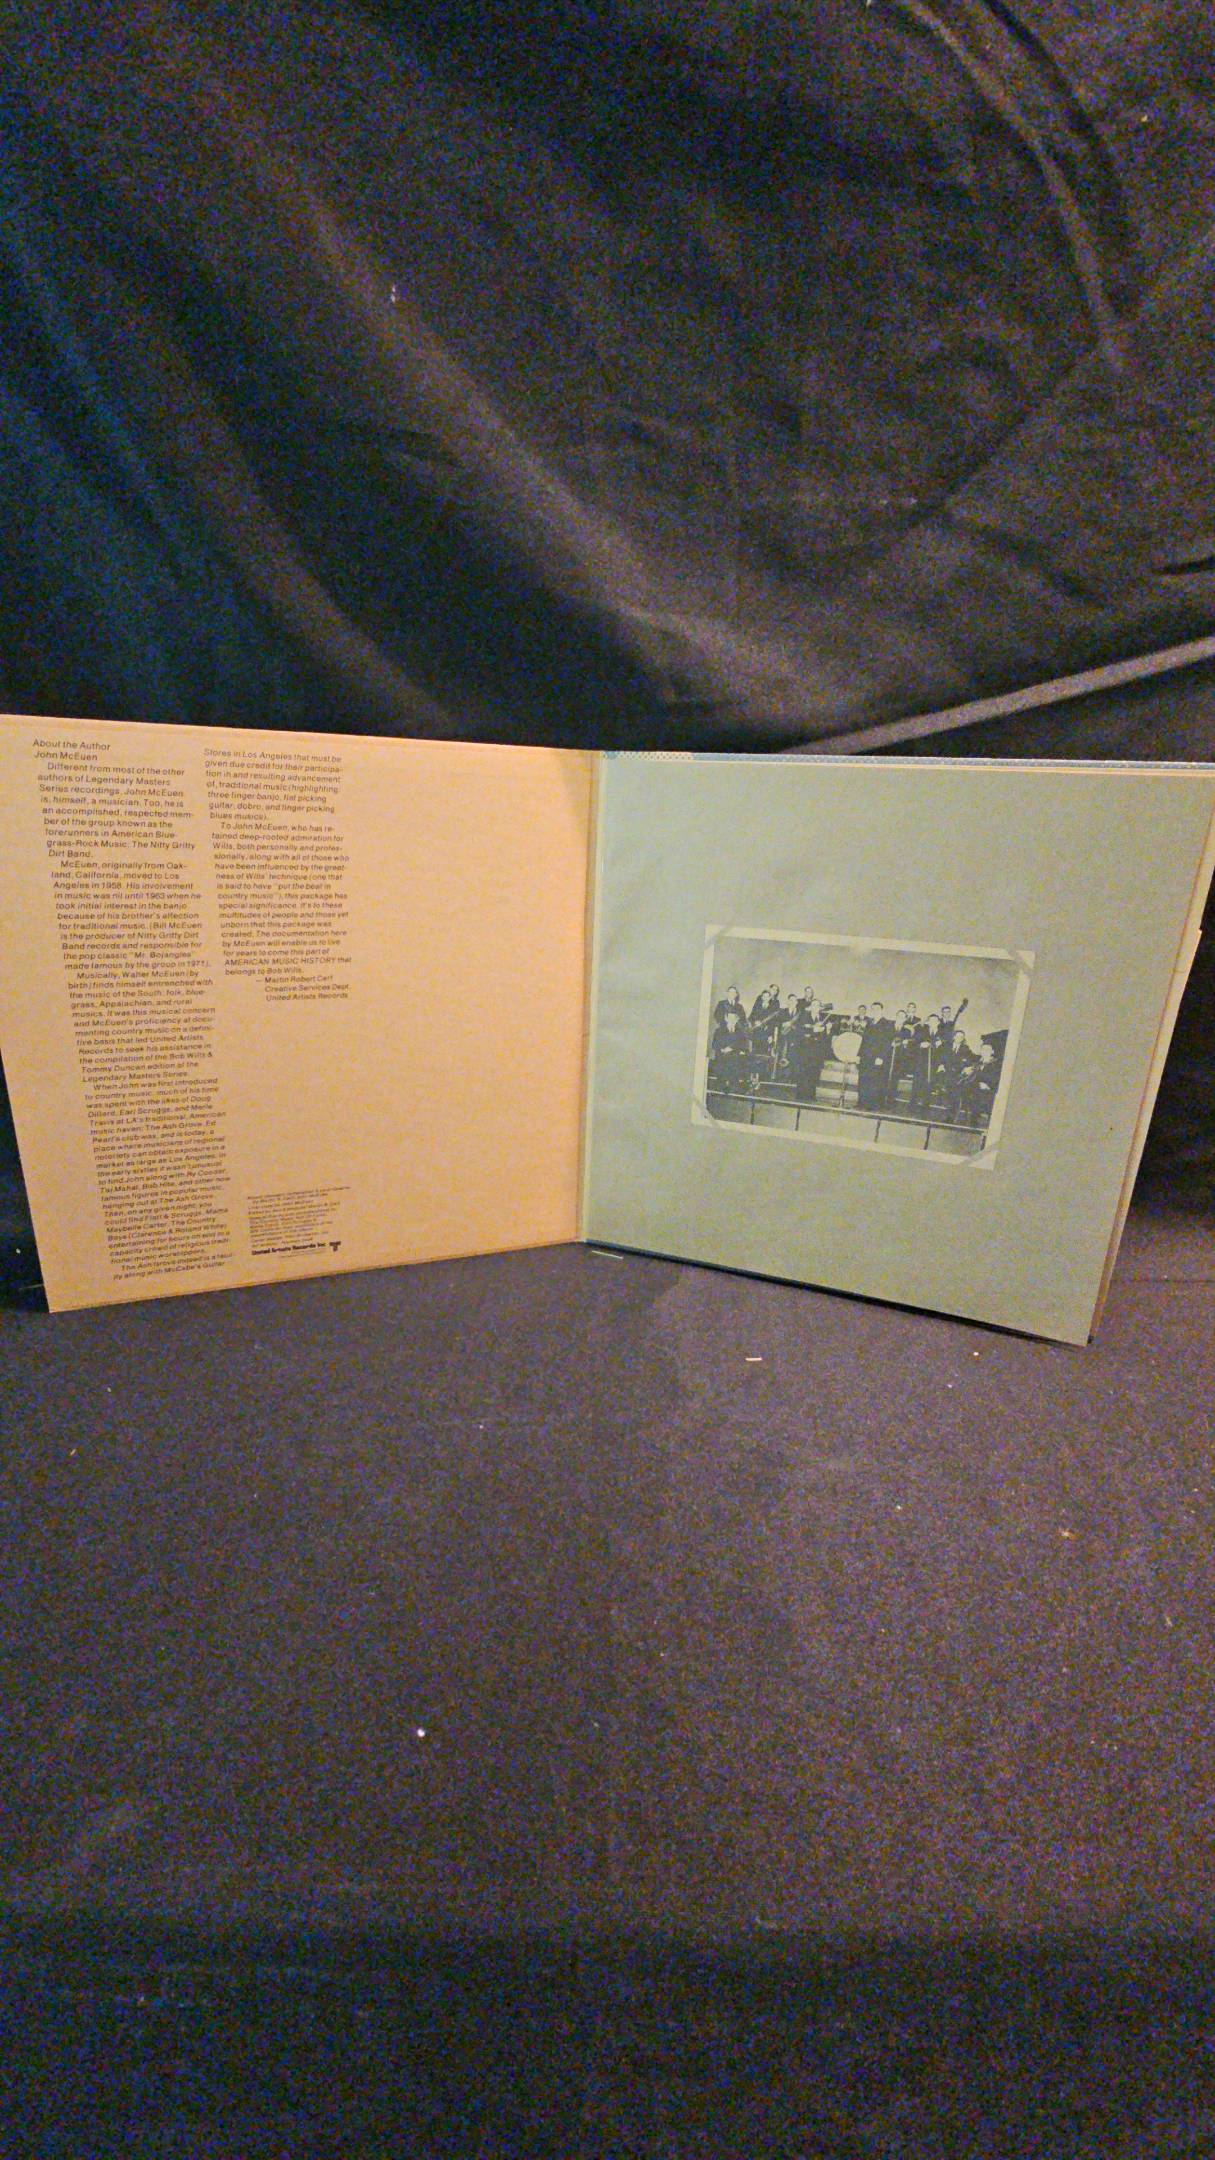 About the Author
John McEuen
Different from most of the other
authors of Legendary Masters
Series recordings, John McEuen
is, himself, a musician. Too, he is
an accomplished, respected mem-
ber of the group known as the
forerunners in American Blue-
grass-Rock Music: The Nitty Gritty
Dirt Band.
McEuen, originally from Oak-
land, California, moved to Los
Angeles in 1958. His involvement
in music was nil until 1963 when he
took initial interest in the banjo
because of his brother's affection
for traditional music. (Bill McEuen
is the producer of Nitty Gritty Dirt
Band records and responsible for
the pop classic "Mr. Bojangles"
made famous by the group in 1971).
Musically, Walter McEuen (by
birth) finds himself entrenched with
the music of the South: folk, blue-
grass, Appalachian, and rural
musics. It was this musical concern
and McEuen's proficiency at docu-
menting country music on a defini-
tive basis that led United Artists
Records to seek his assistance in
the compilation of the Bob Wills &
Tommy Duncan edition of the
Legendary Masters Series.
When John was first introduced
to country music, much of his time
was spent with the likes of Doug
Dillard, Earl Scruggs, and Merle
Travis at LA's traditional, American
music haven: The Ash Grove. Ed
Pearl's club was, and is today, a
place where musicians of regional
notoriety can obtain exposure in a
market as large as Los Angeles. In
the early sixties it wasn't unusual
to find John along with Ry Cooder,
Taj Mahal, Bob Hite, and other now
famous figures in popular music,
hanging out at The Ash Grove.
Then, on any given night, you
could find Flatt & Scruggs, Mama
Maybelle Carter, The Country
Boys (Clarence & Roland White)
entertaining for hours on end to a
capacity crowd of religious tradi-
tional music worshippers.
The Ash Grove indeed is a
ity along with McCabe's Guitar
Stores in Los Angeles that must be
given due credit for their participa-
tion in and resulting advancement
of, traditional music (highlighting:
three finger banjo, flat picking
guitar, dobro, and finger picking
blues musics).
To John McEuen, who has re-
tained deep-rooted admiration for
Wills, both personally and profes-
sionally, along with all of those who
have been influenced by the great-
ness of Wills' technique (one that
is said to have "put the beat in
country music"), this package has
special significance. It's to these
multitudes of people and those yet
unborn that this package was
created. The documentation here
by McEuen will enable us to live
for years to come this part of
AMERICAN MUSIC HISTORY that
belongs to Bob Wills.
— Martin Robert Cerf
Creative Services Dept.
United Artists Records
United Artists Records Inc